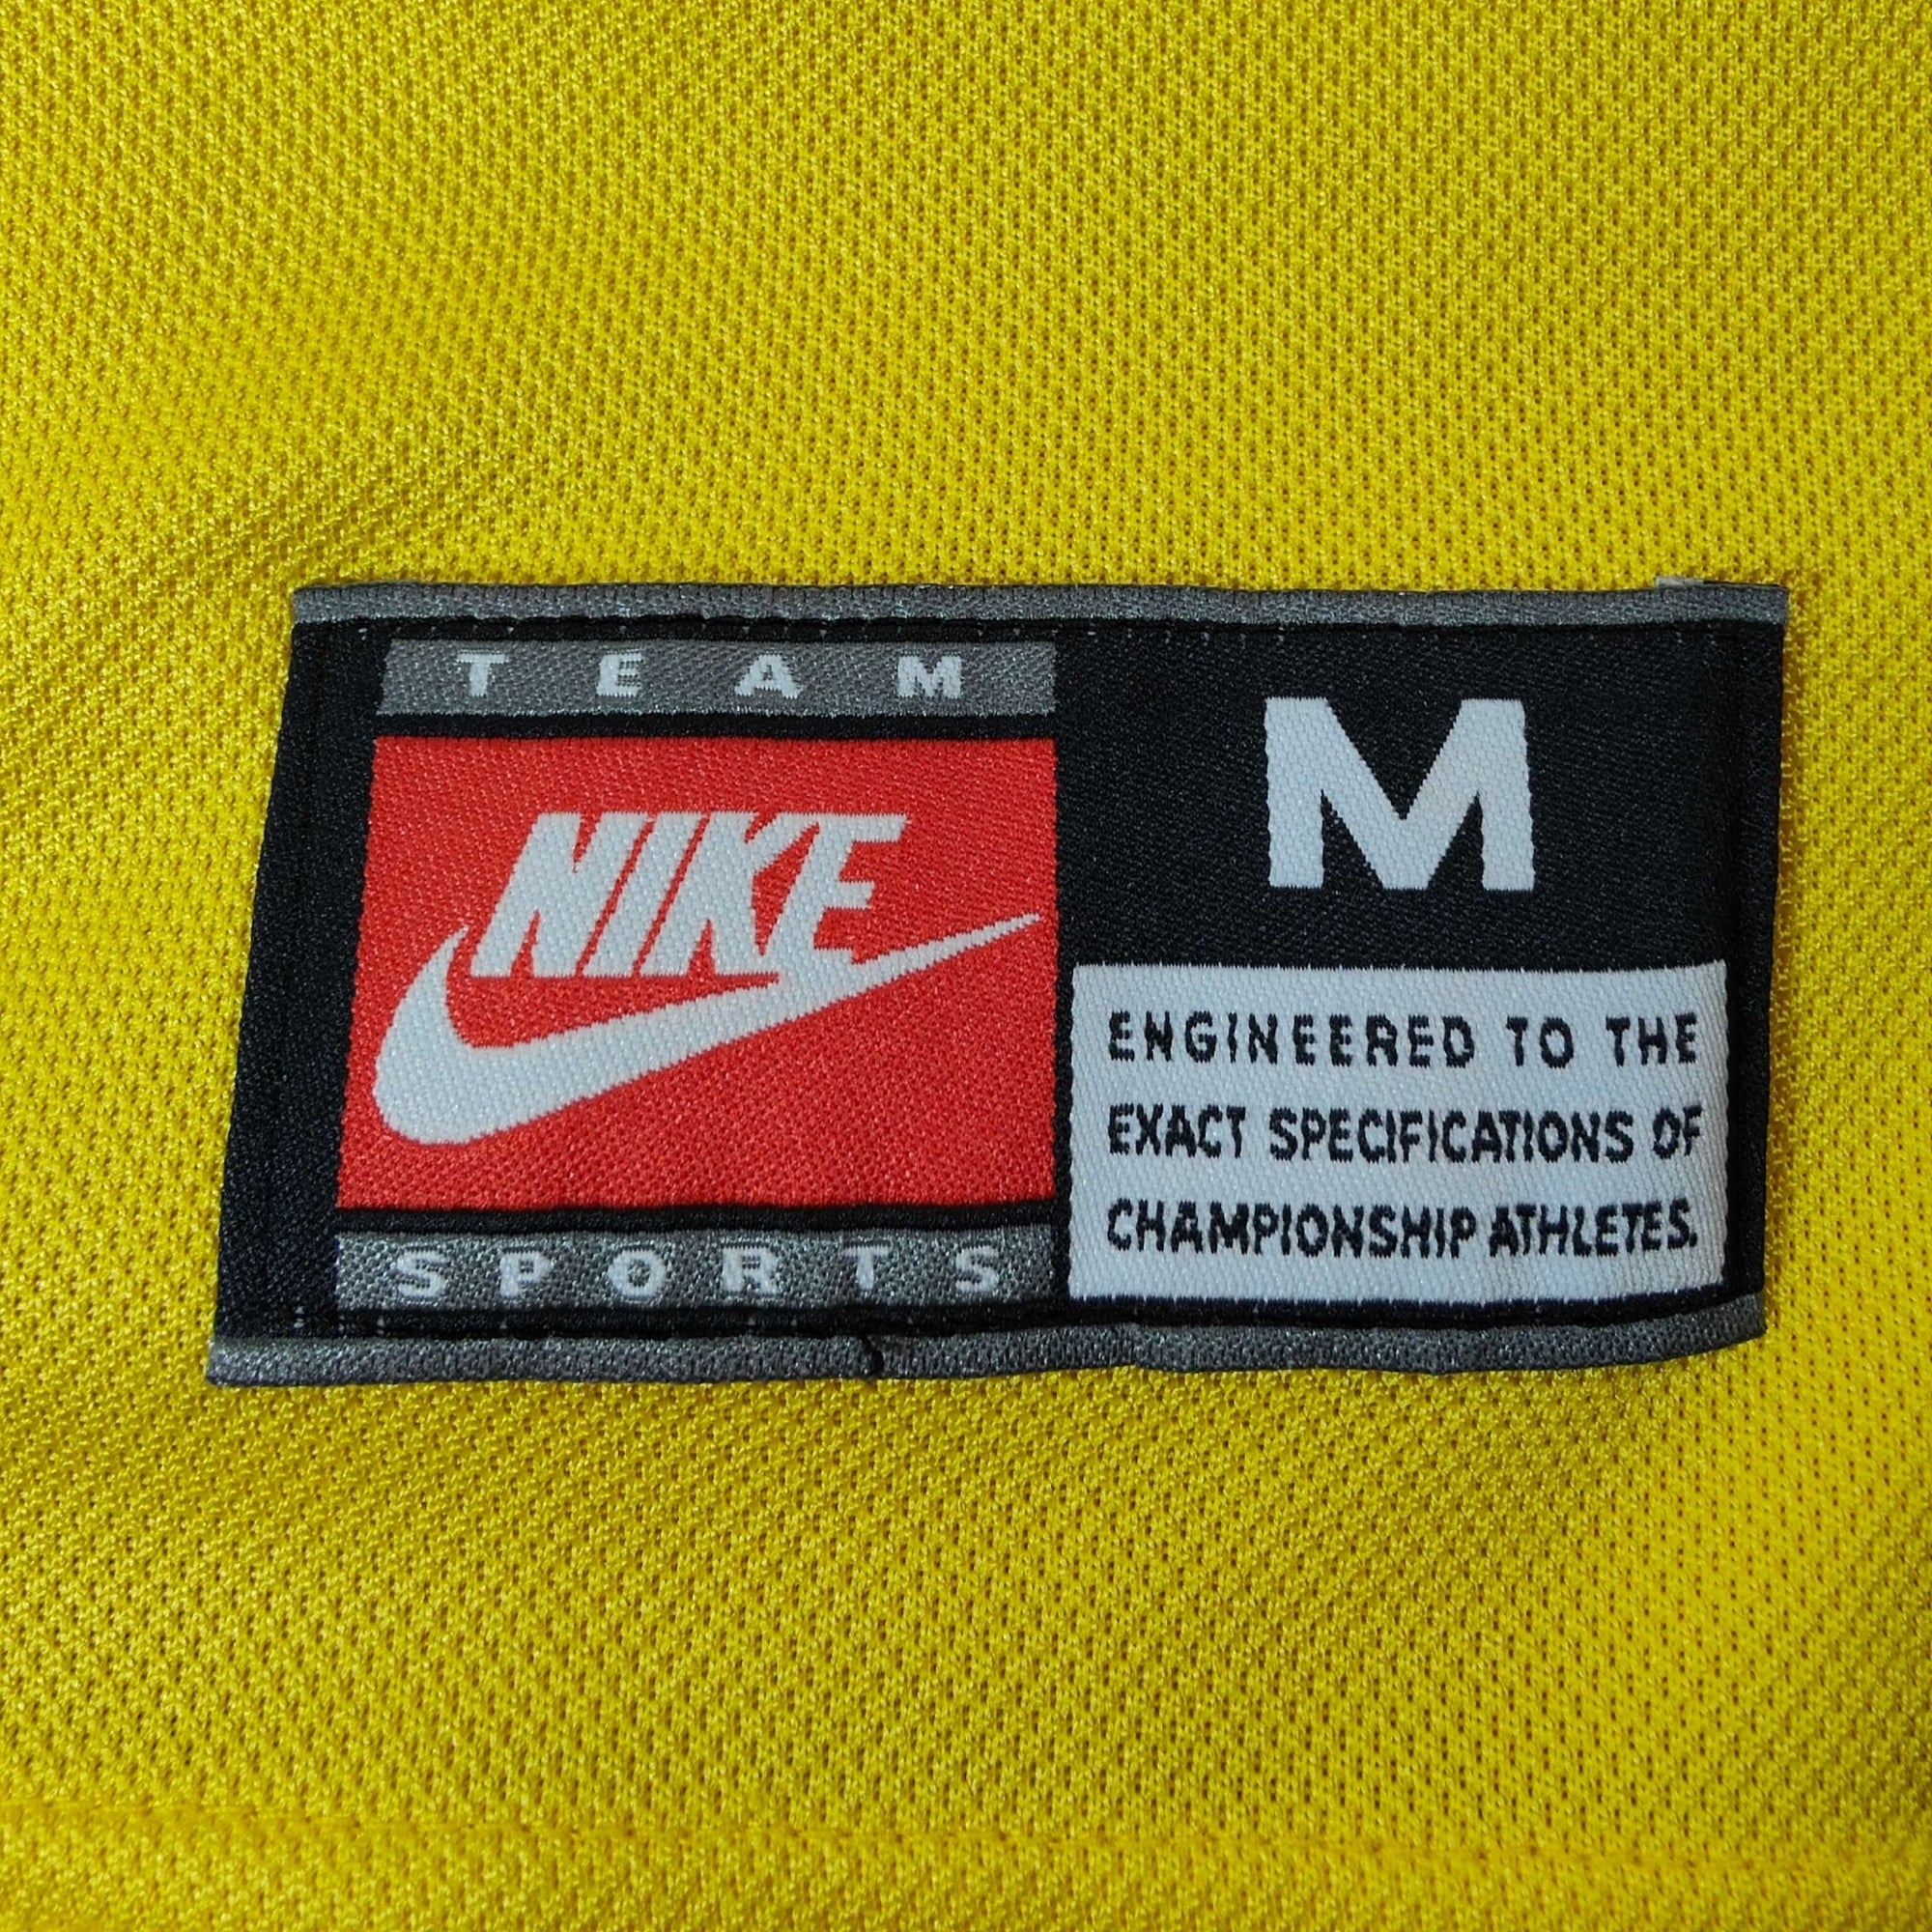 TEAM
NIKE
SPORTS
M
ENGINEERED TO THE
EXACT SPECIFICATIONS OF
CHAMPIONSHIP ATHLETES.